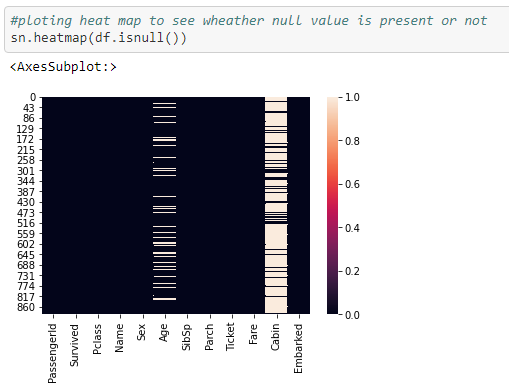 #ploting heat map to see wheather null value is present or not
sn.heatmap(df.isnull())
<AxesSubplot:>
0
43
86
129
172
215
258
301
344
387
430
473
516
559
602
645
688
731
774
817
860
1.0
0.8
0.6
0.4
0.2
0.0
PassengerId
Survived
Pclass
Name
Sex
Age
SibSp
Parch
Ticket
Fare
Cabin
Embarked